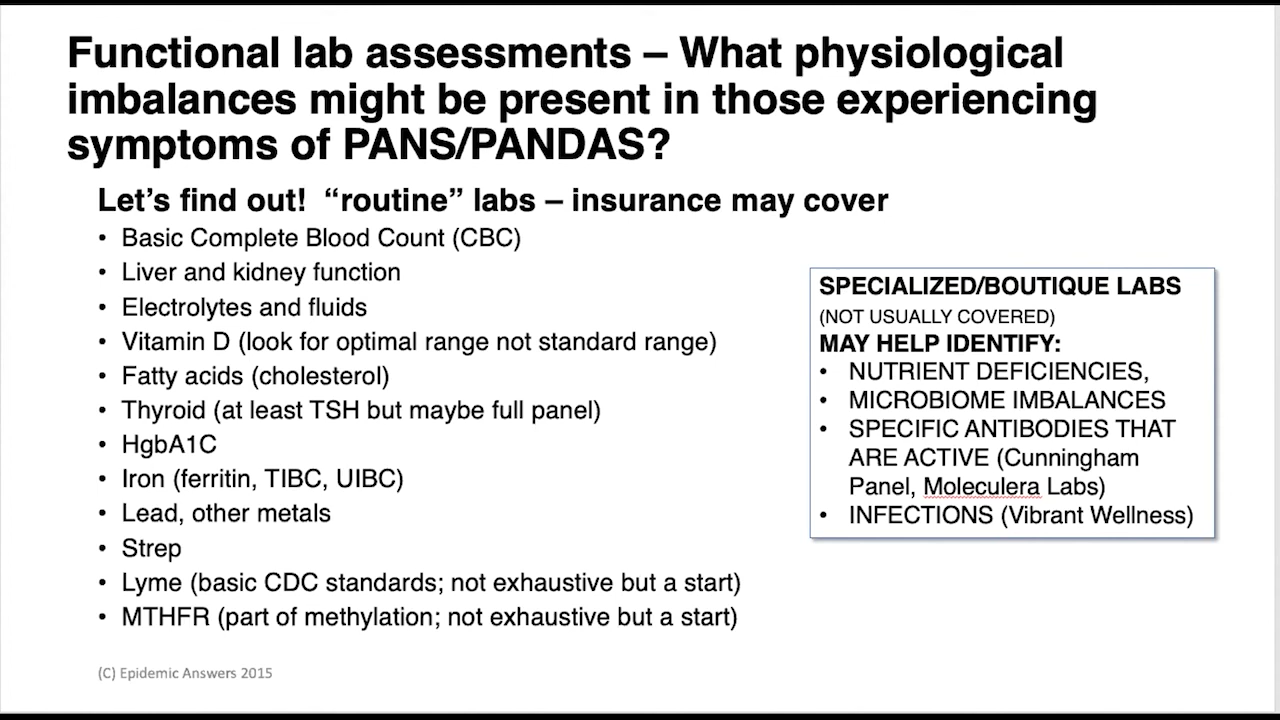 Functional lab assessments – What physiological
imbalances might be present in those experiencing
symptoms of PANS/PANDAS?
Let’s find out!  “routine” labs – insurance may cover
• Basic Complete Blood Count (CBC)
• Liver and kidney function
• Electrolytes and fluids
• Vitamin D (look for optimal range not standard range)
• Fatty acids (cholesterol)
• Thyroid (at least TSH but maybe full panel)
• HgbA1C
• Iron (ferritin, TIBC, UIBC)
• Lead, other metals
• Strep
• Lyme (basic CDC standards; not exhaustive but a start)
• MTHFR (part of methylation; not exhaustive but a start)
SPECIALIZED/BOUTIQUE LABS
(NOT USUALLY COVERED)
MAY HELP IDENTIFY:
• NUTRIENT DEFICIENCIES,
• MICROBIOME IMBALANCES
• SPECIFIC ANTIBODIES THAT
ARE ACTIVE (Cunningham
Panel, Moleculera Labs)
• INFECTIONS (Vibrant Wellness)
(C) Epidemic Answers 2015